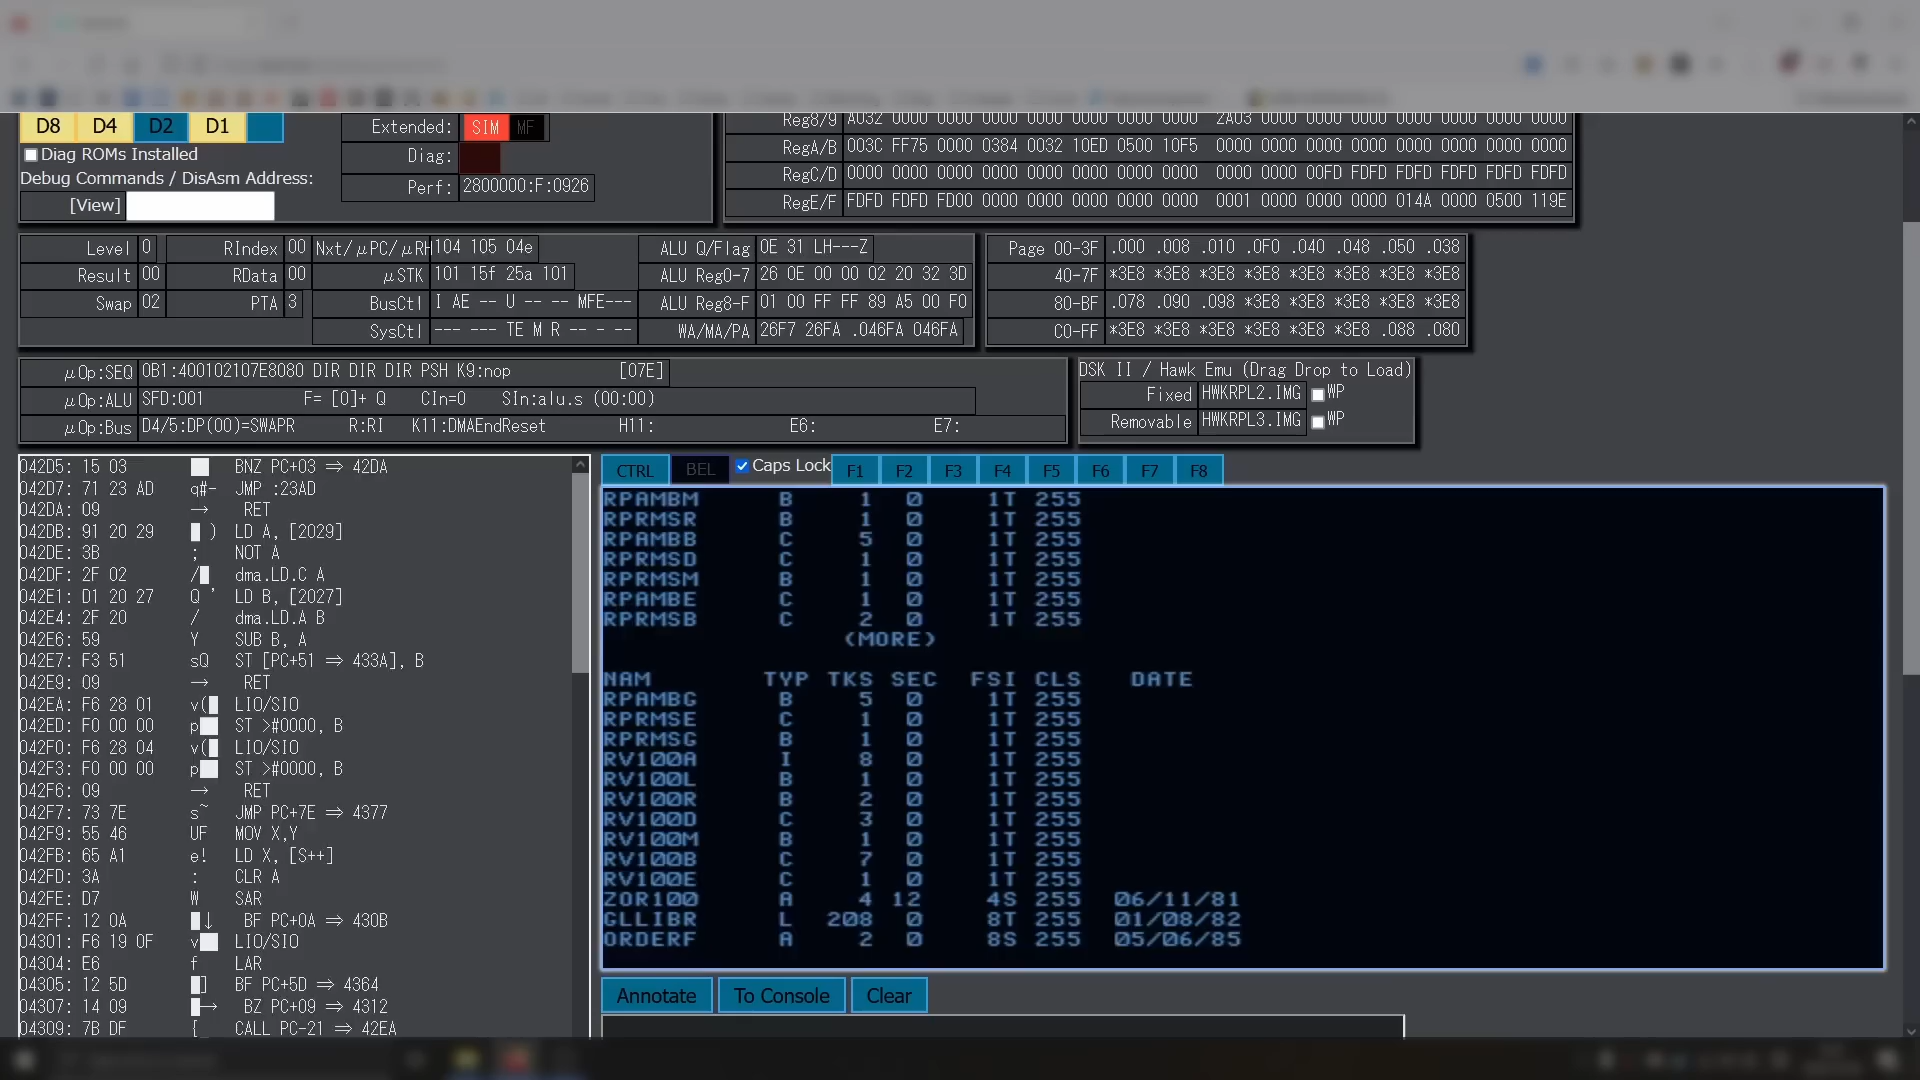 D8 D4 D2 D1
Diag ROMs Installed
Debug Commands / DisAsm Address:
[View]
Extended: SIM MF
Diag:
Perf: 2800000:F:0926
Reg8/9 A032 0000 0000 0000 0000 0000 0000 0000 2A03 0000 0000 0000 0000 0000 0000 0000
RegA/B 003C FF75 0000 0384 0032 10ED 0500 10F5 0000 0000 0000 0000 0000 0000 0000 0000
RegC/D 0000 0000 0000 0000 0000 0000 0000 0000 0000 00FD FDFD FDFD FDFD FDFD FDFD FDFD
RegE/F FDFD FDFD FD00 0000 0000 0000 0000 0000 0001 0000 0000 0000 014A 0000 0500 119E
Level 0 RIndex 00 Nxt/μPC/μRH 104 105 04e ALU Q/Flag 0E 31 LH---Z
Result 00 RData 00 μSTK 101 15f 25a 101 ALU Reg0-7 26 0E 00 00 02 20 32 3D
Swap 02 PTA 3 BusCtl I AE -- U -- -- MFE--- ALU Reg8-F 01 00 FF FF 89 A5 00 F0
SysCtl --- --- TE M R -- - --- WA/MA/PA 26F7 26FA .046FA 046FA
Page 00-3F .000 .008 .010 .0F0 .040 .048 .050 .038
40-7F *3E8 *3E8 *3E8 *3E8 *3E8 *3E8 *3E8 *3E8
80-BF .078 .090 .098 *3E8 *3E8 *3E8 *3E8 *3E8
C0-FF *3E8 *3E8 *3E8 *3E8 *3E8 *3E8 .088 .080
μOp:SEQ 0B1:400102107E8080 DIR DIR DIR PSH K9:nop [07E]
μOp:ALU SFD:001 F= [0]+ Q CIn=0 SIn:alu.s (00:00)
μOp:Bus D4/5:DP(00)=SWAPR R:RI K11:DMAEndReset H11: E6: E7:
DSK II / Hawk Emu (Drag Drop to Load)
Fixed HWKRPL2.IMG WP
Removable HWKRPL3.IMG WP
042D5: 15 03 BNZ PC+03 ⇒ 42DA
042D7: 71 23 AD q#- JMP :23AD
042DA: 09 → RET
042DB: 91 20 29 ) LD A, [2029]
042DE: 3B ; NOT A
042DF: 2F 02 / dma.LD.C A
042E1: D1 20 27 Q ' LD B, [2027]
042E4: 2F 20 / dma.LD.A B
042E6: 59 Y SUB B, A
042E7: F3 51 sQ ST [PC+51 ⇒ 433A], B
042E9: 09 → RET
042EA: F6 28 01 v( LIO/SIO
042ED: F0 00 00 p ST >#0000, B
042F0: F6 28 04 v( LIO/SIO
042F3: F0 00 00 p ST >#0000, B
042F6: 09 → RET
042F7: 73 7E s~ JMP PC+7E ⇒ 4377
042F9: 55 46 UF MOV X,Y
042FB: 65 A1 e! LD X, [S++]
042FD: 3A : CLR A
042FE: D7 W SAR
042FF: 12 0A ↓ BF PC+0A ⇒ 430B
04301: F6 19 0F v LIO/SIO
04304: E6 f LAR
04305: 12 5D ] BF PC+5D ⇒ 4364
04307: 14 09 → BZ PC+09 ⇒ 4312
04309: 7B DF {_ CALL PC-21 ⇒ 42EA
CTRL BEL Caps Lock F1 F2 F3 F4 F5 F6 F7 F8
RPAMBM B 1 0 1T 255
RPRMSR B 1 0 1T 255
RPAMBB C 5 0 1T 255
RPRMSD C 1 0 1T 255
RPRMSM B 1 0 1T 255
RPAMBE C 1 0 1T 255
RPRMSB C 2 0 1T 255
(MORE)
NAM TYP TKS SEC FSI CLS DATE
RPAMBG B 5 0 1T 255
RPRMSE C 1 0 1T 255
RPRMSG B 1 0 1T 255
RV100A I 8 0 1T 255
RV100L B 1 0 1T 255
RV100R B 2 0 1T 255
RV100D C 3 0 1T 255
RV100M B 1 0 1T 255
RV100B C 7 0 1T 255
RV100E C 1 0 1T 255
ZOR100 A 4 12 4S 255 06/11/81
GLLIBR L 208 0 8T 255 01/08/82
ORDERF A 2 0 8S 255 05/06/85
Annotate To Console Clear